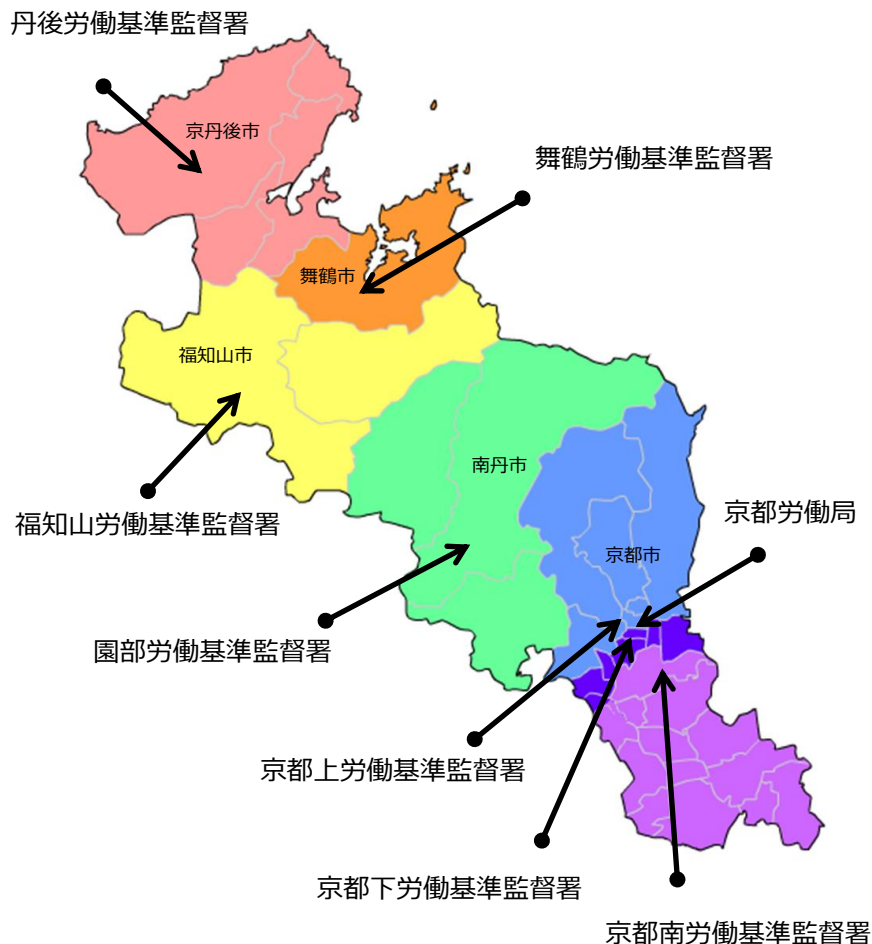 丹後労働基準監督署
京丹後市
舞鶴労働基準監督署
舞鶴市
福知山市
南丹市
京都労働局
福知山労働基準監督署
京都市
園部労働基準監督署
京都上労働基準監督署
京都下労働基準監督署
京都南労働基準監督署